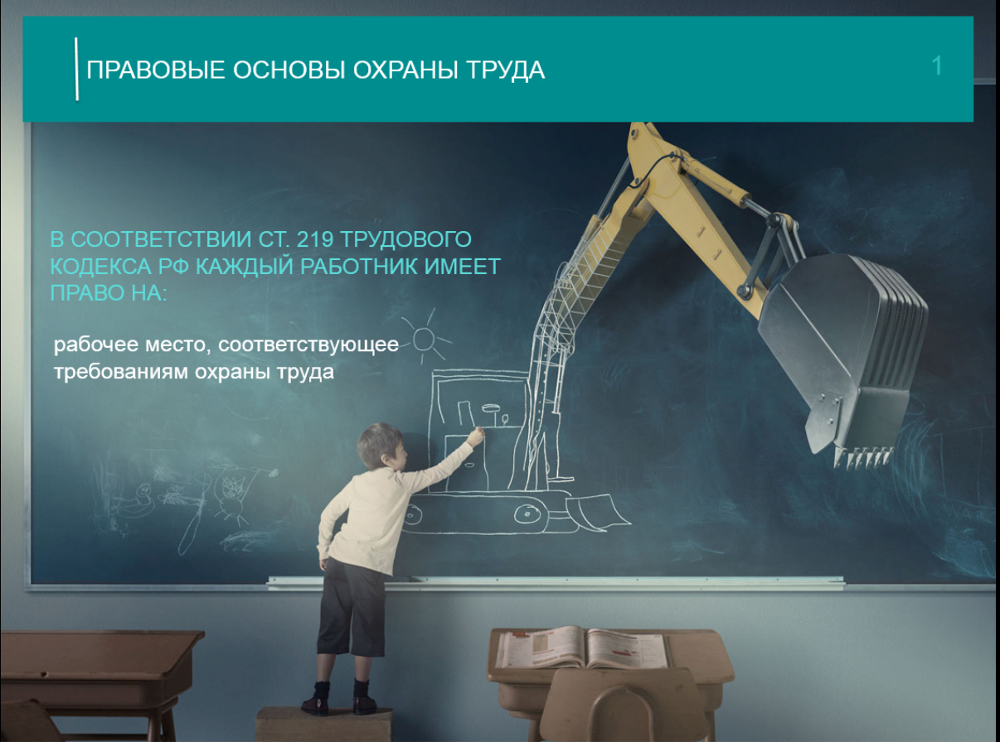 ПРАВОВЫЕ ОСНОВЫ ОХРАНЫ ТРУДА
1
В СООТВЕТСТВИИ СТ. 219 ТРУДОВОГО
КОДЕКСА РФ КАЖДЫЙ РАБОТНИК ИМЕЕТ
ПРАВО НА:
рабочее место, соответствующее
требованиям охраны труда